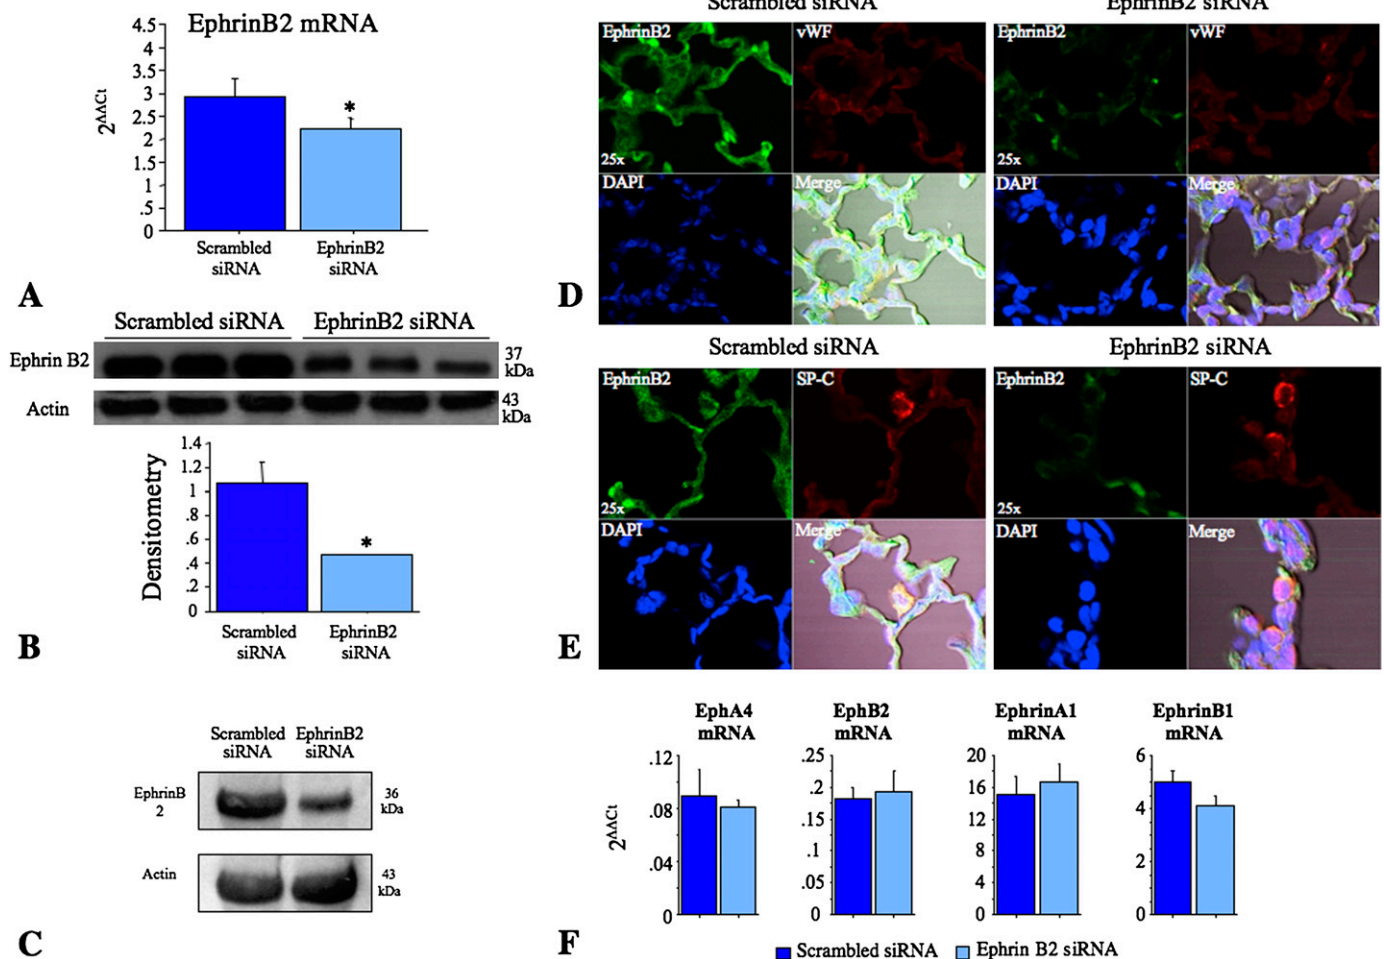 EphrinB2 mRNA
4.5
4
3.5
3
2.5
2
1.5
1
.5
0
2ΔΔCt
*
Scrambled
siRNA
EphrinB2
siRNA
A
Scrambled siRNA
EphrinB2 siRNA
Ephrin B2
37
kDa
Actin
43
kDa
1.4
1.2
1
.8
.6
.4
.2
0
Densitometry
*
Scrambled
siRNA
EphrinB2
siRNA
B
Scrambled
siRNA
EphrinB2
siRNA
EphrinB
2
36
kDa
Actin
43
kDa
C
Scrambled siRNA
EphrinB2 siRNA
EphrinB2
vWF
25x
DAPI
Merge
EphrinB2
vWF
25x
DAPI
Merge
D
Scrambled siRNA
EphrinB2 siRNA
EphrinB2
SP-C
25x
DAPI
Merge
EphrinB2
SP-C
25x
DAPI
Merge
E
EphA4
mRNA
.12
.08
.04
0
2ΔΔCt
EphB2
mRNA
.25
.2
.15
.1
.05
0
EphrinA1
mRNA
20
16
12
8
4
0
EphrinB1
mRNA
6
4
2
0
F
Scrambled siRNA
Ephrin B2 siRNA